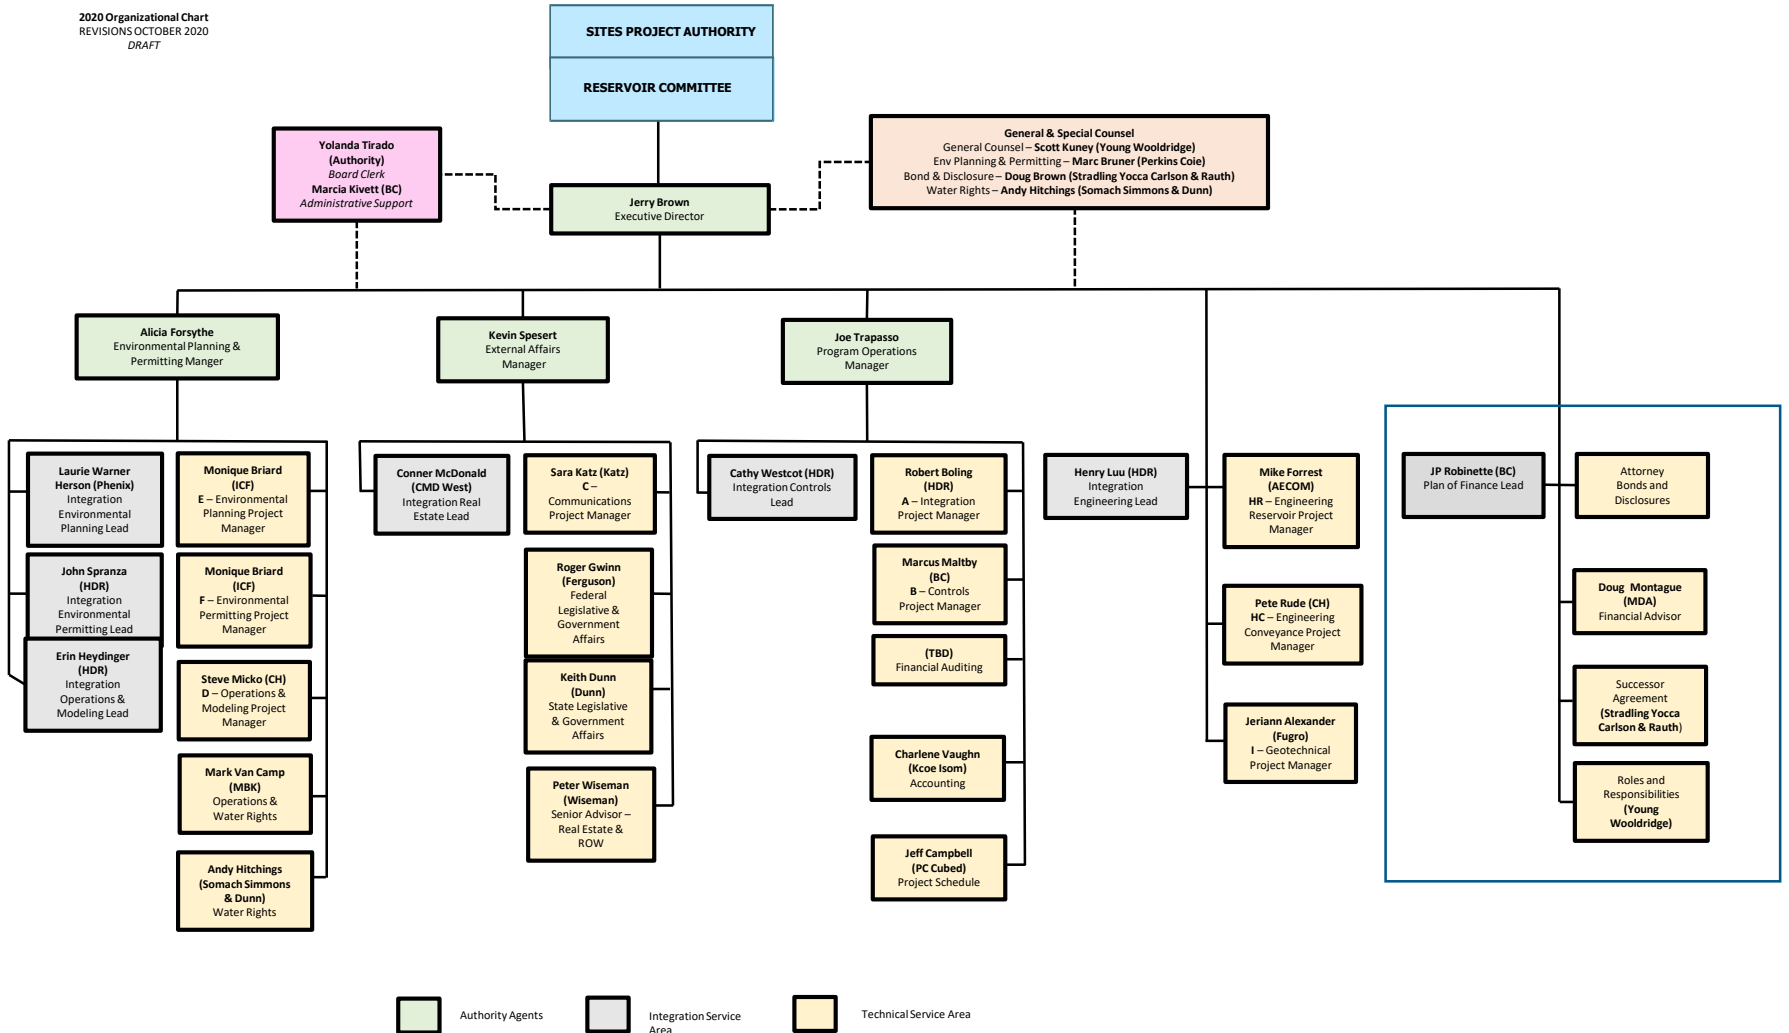 2020 Organizational Chart
REVISIONS OCTOBER 2020
DRAFT
SITES PROJECT AUTHORITY
RESERVOIR COMMITTEE
Yolanda Tirado
(Authority)
Board Clerk
Marcia Kivett (BC)
Administrative Support
General & Special Counsel
General Counsel – Scott Kuney (Young Wooldridge)
Env Planning & Permitting – Marc Bruner (Perkins Coie)
Bond & Disclosure – Doug Brown (Stradling Yocca Carlson & Rauth)
Water Rights – Andy Hitchings (Somach Simmons & Dunn)
Jerry Brown
Executive Director
Alicia Forsythe
Environmental Planning &
Permitting Manger
Kevin Spesert
External Affairs
Manager
Joe Trapasso
Program Operations
Manager
Laurie Warner
Herson (Phenix)
Integration
Environmental
Planning Lead
John Spranza
(HDR)
Integration
Environmental
Permitting Lead
Erin Heydinger
(HDR)
Integration
Operations &
Modeling Lead
Monique Briard
(ICF)
E – Environmental
Planning Project
Manager
Monique Briard
(ICF)
F – Environmental
Permitting Project
Manager
Steve Micko (CH)
D – Operations &
Modeling Project
Manager
Mark Van Camp
(MBK)
Operations &
Water Rights
Andy Hitchings
(Somach Simmons
& Dunn)
Water Rights
Conner McDonald
(CMD West)
Integration Real
Estate Lead
Sara Katz (Katz)
C –
Communications
Project Manager
Roger Gwinn
(Ferguson)
Federal
Legislative &
Government
Affairs
Keith Dunn
(Dunn)
State Legislative
& Government
Affairs
Peter Wiseman
(Wiseman)
Senior Advisor –
Real Estate &
ROW
Cathy Westcot (HDR)
Integration Controls
Lead
Robert Boling
(HDR)
A – Integration
Project Manager
Marcus Maltby
(BC)
B – Controls
Project Manager
(TBD)
Financial Auditing
Charlene Vaughn
(Kcoe Isom)
Accounting
Jeff Campbell
(PC Cubed)
Project Schedule
Henry Luu (HDR)
Integration
Engineering Lead
Mike Forrest
(AECOM)
HR – Engineering
Reservoir Project
Manager
Pete Rude (CH)
HC – Engineering
Conveyance Project
Manager
Jeriann Alexander
(Fugro)
I – Geotechnical
Project Manager
JP Robinette (BC)
Plan of Finance Lead
Attorney
Bonds and
Disclosures
Doug Montague
(MDA)
Financial Advisor
Successor
Agreement
(Stradling Yocca
Carlson & Rauth)
Roles and
Responsibilities
(Young
Wooldridge)
Authority Agents
Integration Service
Area
Technical Service Area